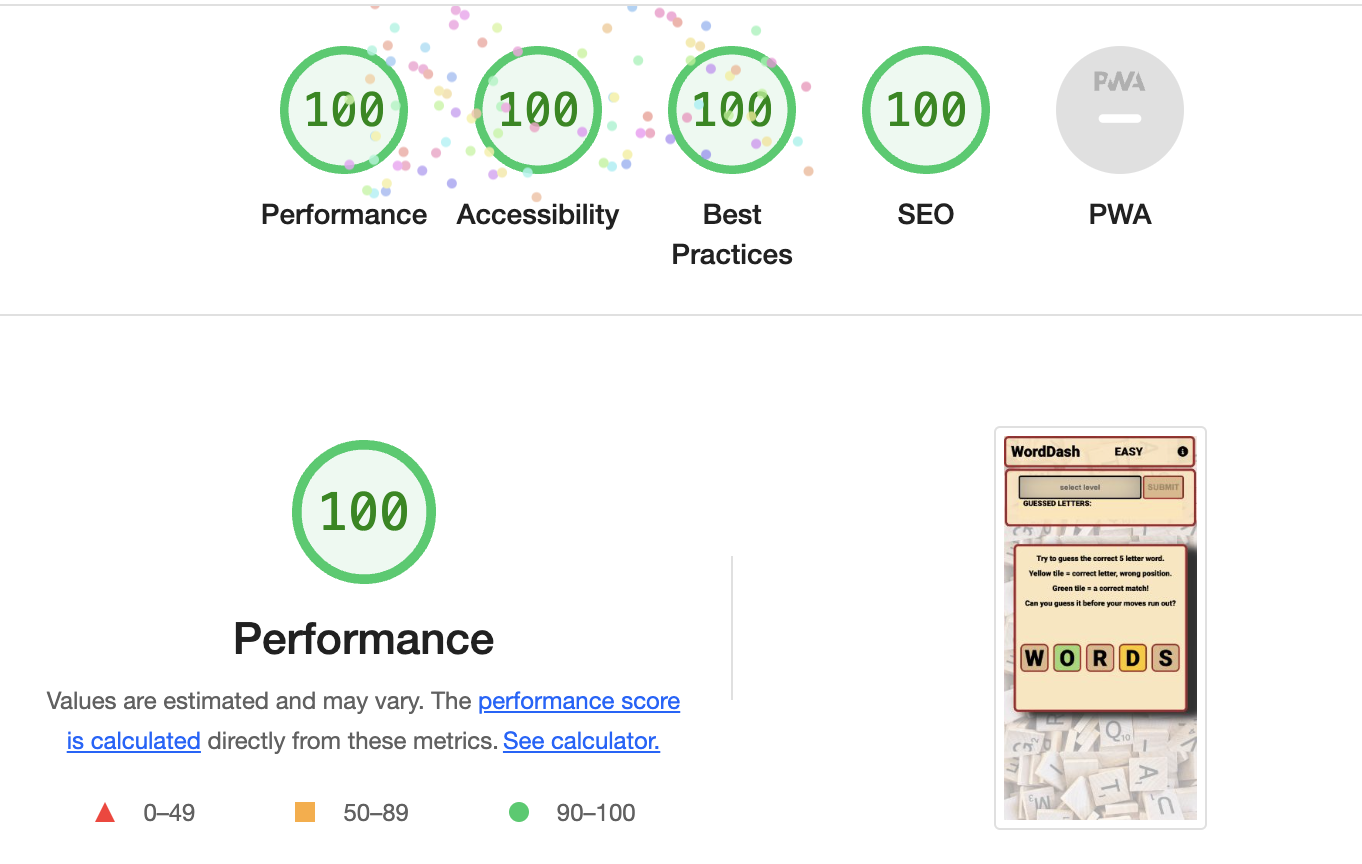 100
100
100
100
PWA
Performance
Accessibility
Best
Practices
SEO
PWA
100
Performance
Values are estimated and may vary. The performance score
is calculated directly from these metrics. See calculator.
0–49
50–89
90–100
WordDash
EASY
select level
SUBMIT
GUESSED LETTERS:
Try to guess the correct 5 letter word.
Yellow tile = correct letter, wrong position.
Green tile = a correct match!
Can you guess it before your moves run out?
W O R D S
Q10
A
T
U
M